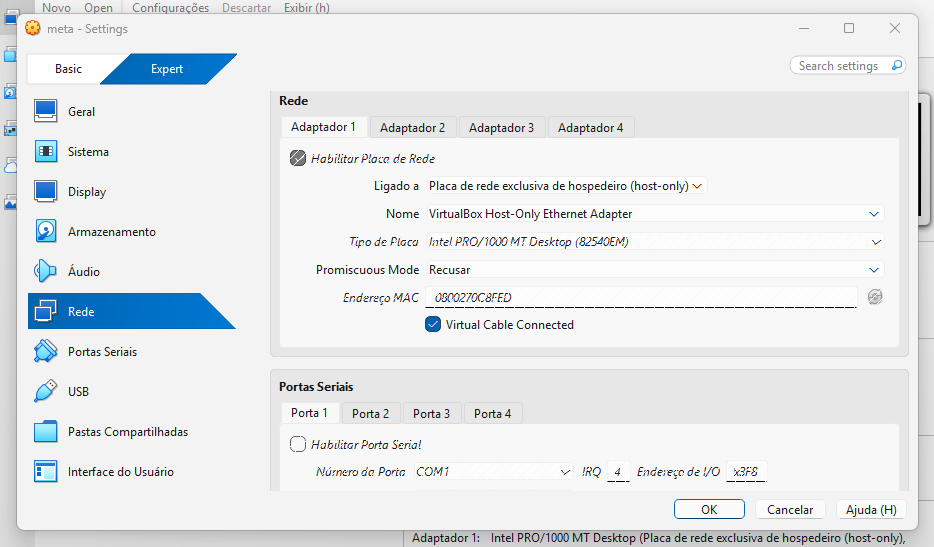 Novo Open Configurações Descartar Exibir (h)
meta - Settings
Basic Expert
Search settings
Geral
Sistema
Display
Armazenamento
Áudio
Rede
Portas Seriais
USB
Pastas Compartilhadas
Interface do Usuário
Rede
Adaptador 1 Adaptador 2 Adaptador 3 Adaptador 4
Habilitar Placa de Rede
Ligado a Placa de rede exclusiva de hospedeiro (host-only)
Nome VirtualBox Host-Only Ethernet Adapter
Tipo de Placa Intel PRO/1000 MT Desktop (82540EM)
Promiscuous Mode Recusar
Endereço MAC 0800270C8FED
Virtual Cable Connected
Portas Seriais
Porta 1 Porta 2 Porta 3 Porta 4
Habilitar Porta Serial
Número da Porta COM1 IRQ 4 Endereço de I/O x3F8
OK Cancelar Ajuda (H)
Adaptador 1: Intel PRO/1000 MT Desktop (Placa de rede exclusiva de hospedeiro (host-only),